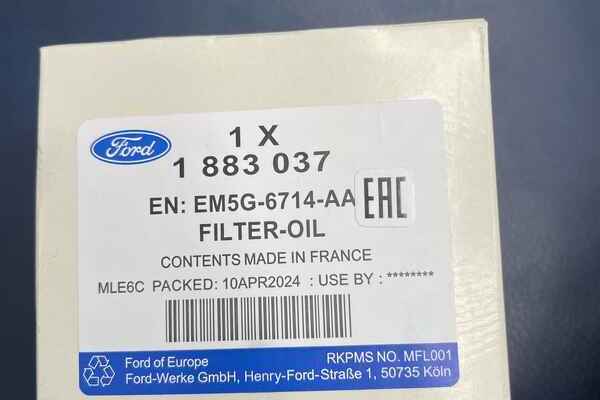 Ford
1 X
1 883 037
EN: EM5G-6714-AA
EAC
FILTER-OIL
CONTENTS MADE IN FRANCE
MLE6C PACKED: 10APR2024 : USE BY : ********
Ford of Europe RKPMS NO. MFL001
Ford-Werke GmbH, Henry-Ford-Straße 1, 50735 Köln